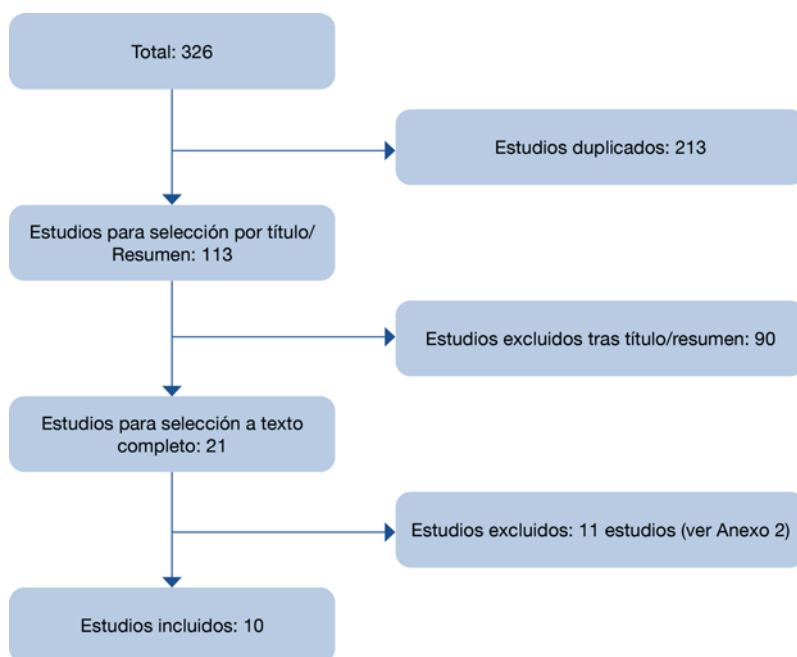 Total: 326
Estudios duplicados: 213
Estudios para selección por título/
Resumen: 113
Estudios excluidos tras título/resumen: 90
Estudios para selección a texto
completo: 21
Estudios excluidos: 11 estudios (ver Anexo 2)
Estudios incluidos: 10